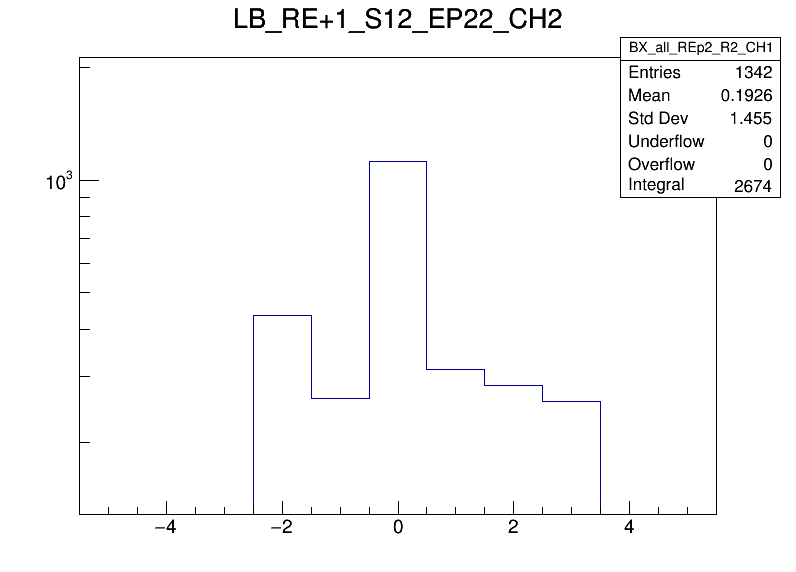 LB_RE+1_S12_EP22_CH2
BX_all_REp2_R2_CH1
Entries 1342
Mean 0.1926
Std Dev 1.455
Underflow 0
Overflow 0
Integral 2674
10³
−4 −2 0 2 4